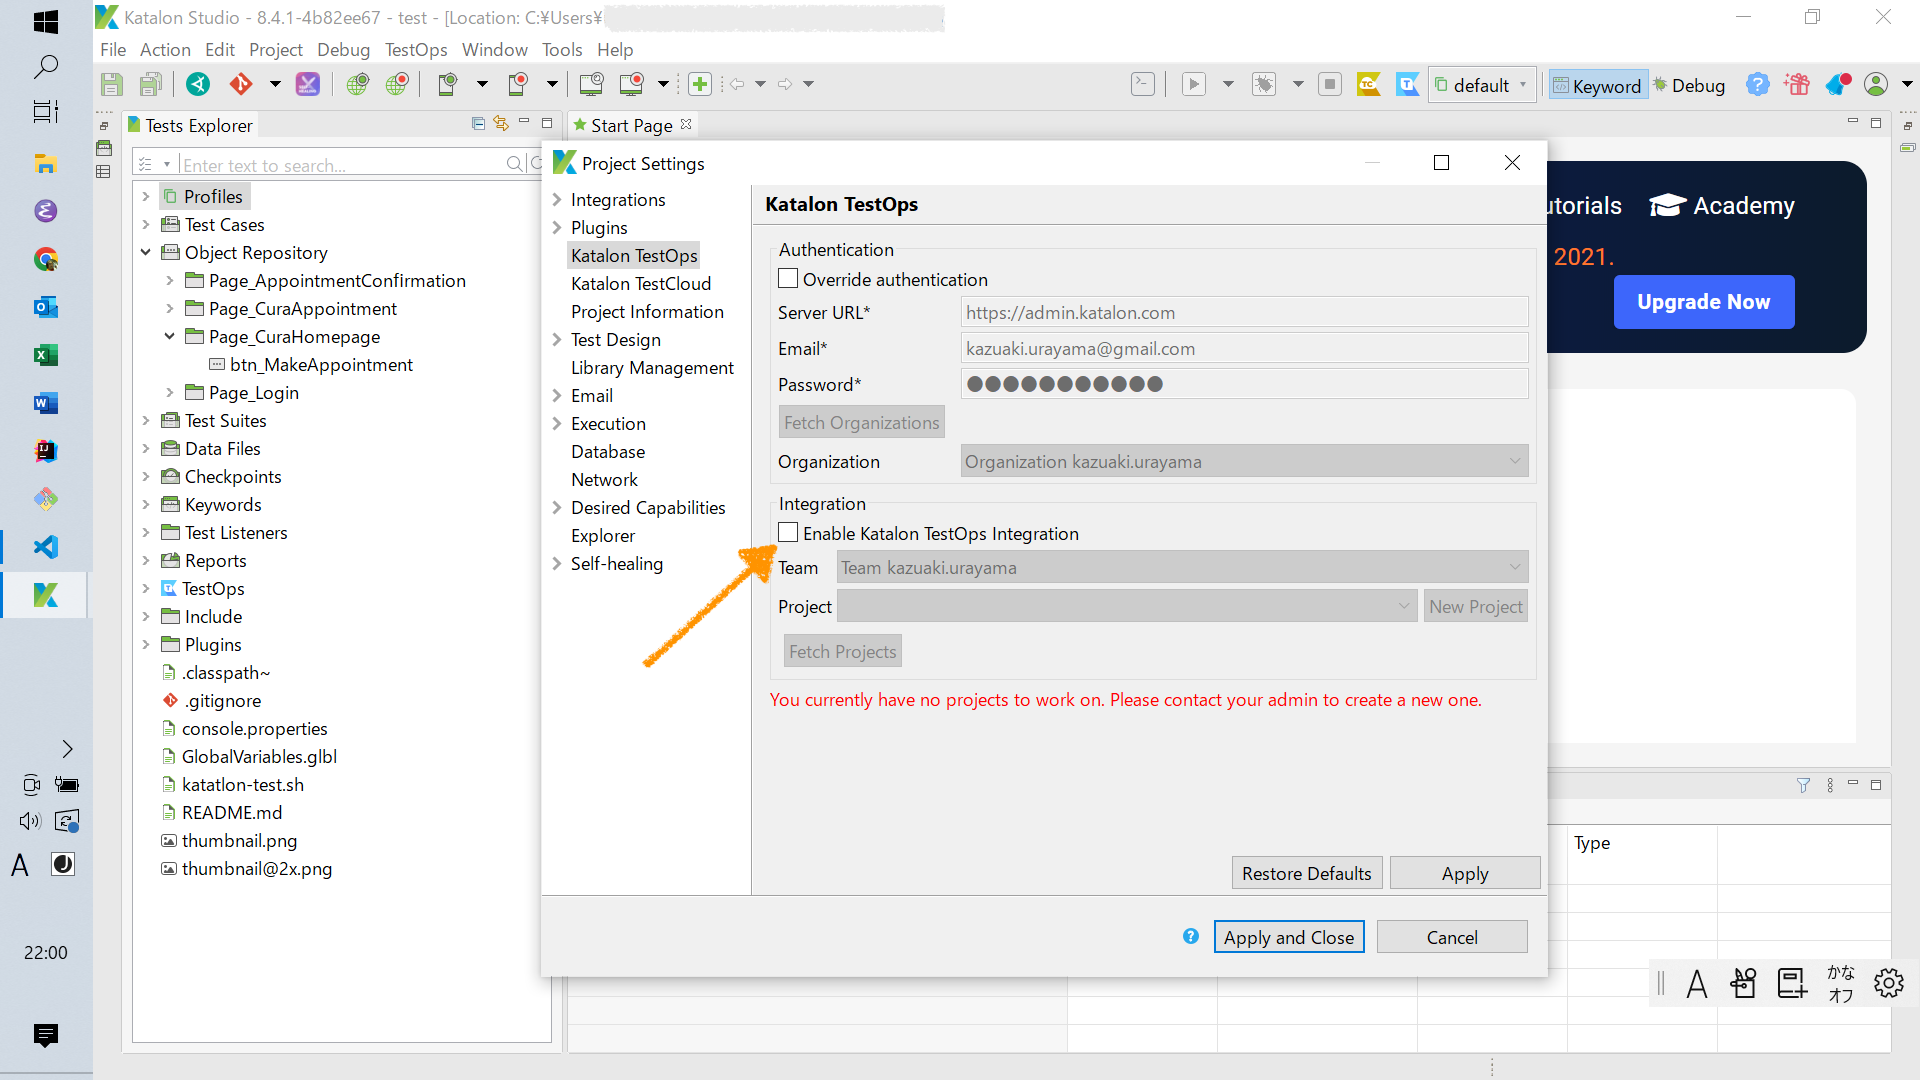 Katalon Studio - 8.4.1-4b82ee67 - test - [Location: C:¥Users¥
File Action Edit Project Debug TestOps Window Tools Help
default
Keyword
Debug
Tests Explorer
Start Page
Enter text to search...
Profiles
Test Cases
Object Repository
Page_AppointmentConfirmation
Page_CuraAppointment
Page_CuraHomepage
btn_MakeAppointment
Page_Login
Test Suites
Data Files
Checkpoints
Keywords
Test Listeners
Reports
TestOps
Include
Plugins
.classpath~
.gitignore
console.properties
GlobalVariables.glbl
katatlon-test.sh
README.md
thumbnail.png
thumbnail@2x.png
Project Settings
Integrations
Plugins
Katalon TestOps
Katalon TestCloud
Project Information
Test Design
Library Management
Email
Execution
Database
Network
Desired Capabilities
Explorer
Self-healing
Katalon TestOps
Authentication
Override authentication
Server URL* https://admin.katalon.com
Email* kazuaki.urayama@gmail.com
Password* ●●●●●●●●●●●
Fetch Organizations
Organization Organization kazuaki.urayama
Integration
Enable Katalon TestOps Integration
Team Team kazuaki.urayama
Project New Project
Fetch Projects
You currently have no projects to work on. Please contact your admin to create a new one.
Restore Defaults Apply
Apply and Close Cancel
utorials Academy
2021.
Upgrade Now
Type
A
22:00
A
かな
オフ